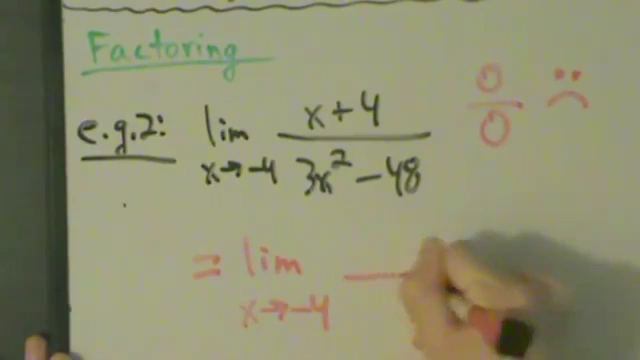 Factoring
e.g.2: lim x→-4 x+4 / 3x² - 48 0/0
= lim x→-4